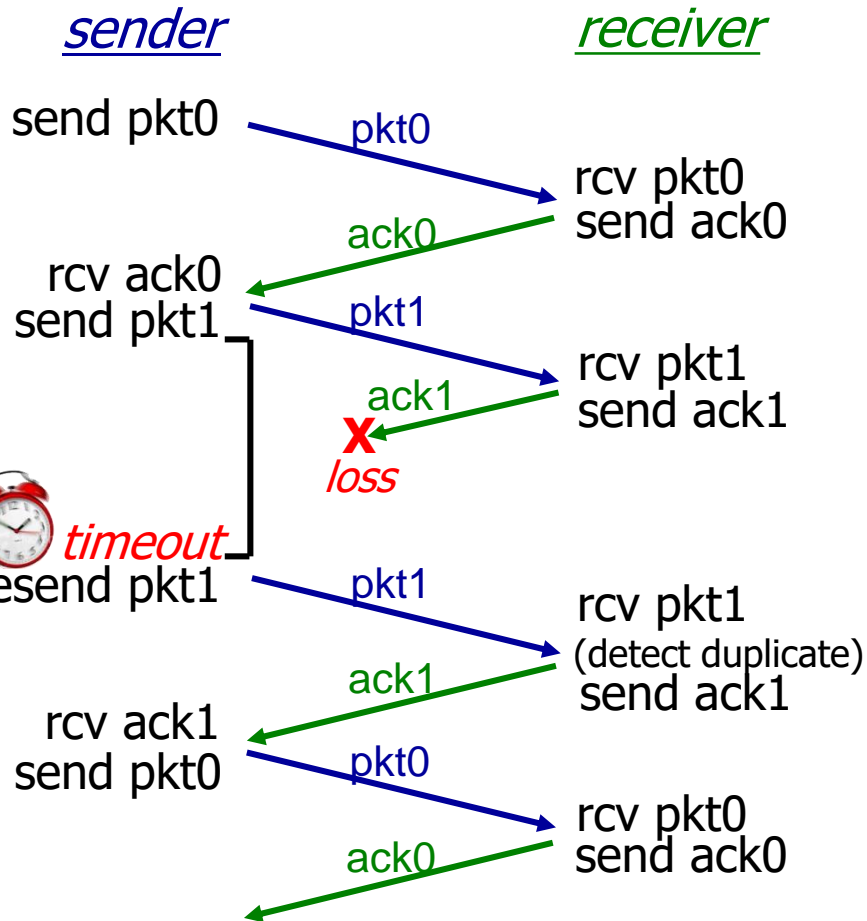 sender
receiver
send pkt0
pkt0
rcv pkt0
send ack0
ack0
rcv ack0
send pkt1
pkt1
rcv pkt1
send ack1
ack1
X
loss
timeout
esend pkt1
pkt1
rcv pkt1
(detect duplicate)
send ack1
ack1
rcv ack1
send pkt0
pkt0
rcv pkt0
send ack0
ack0